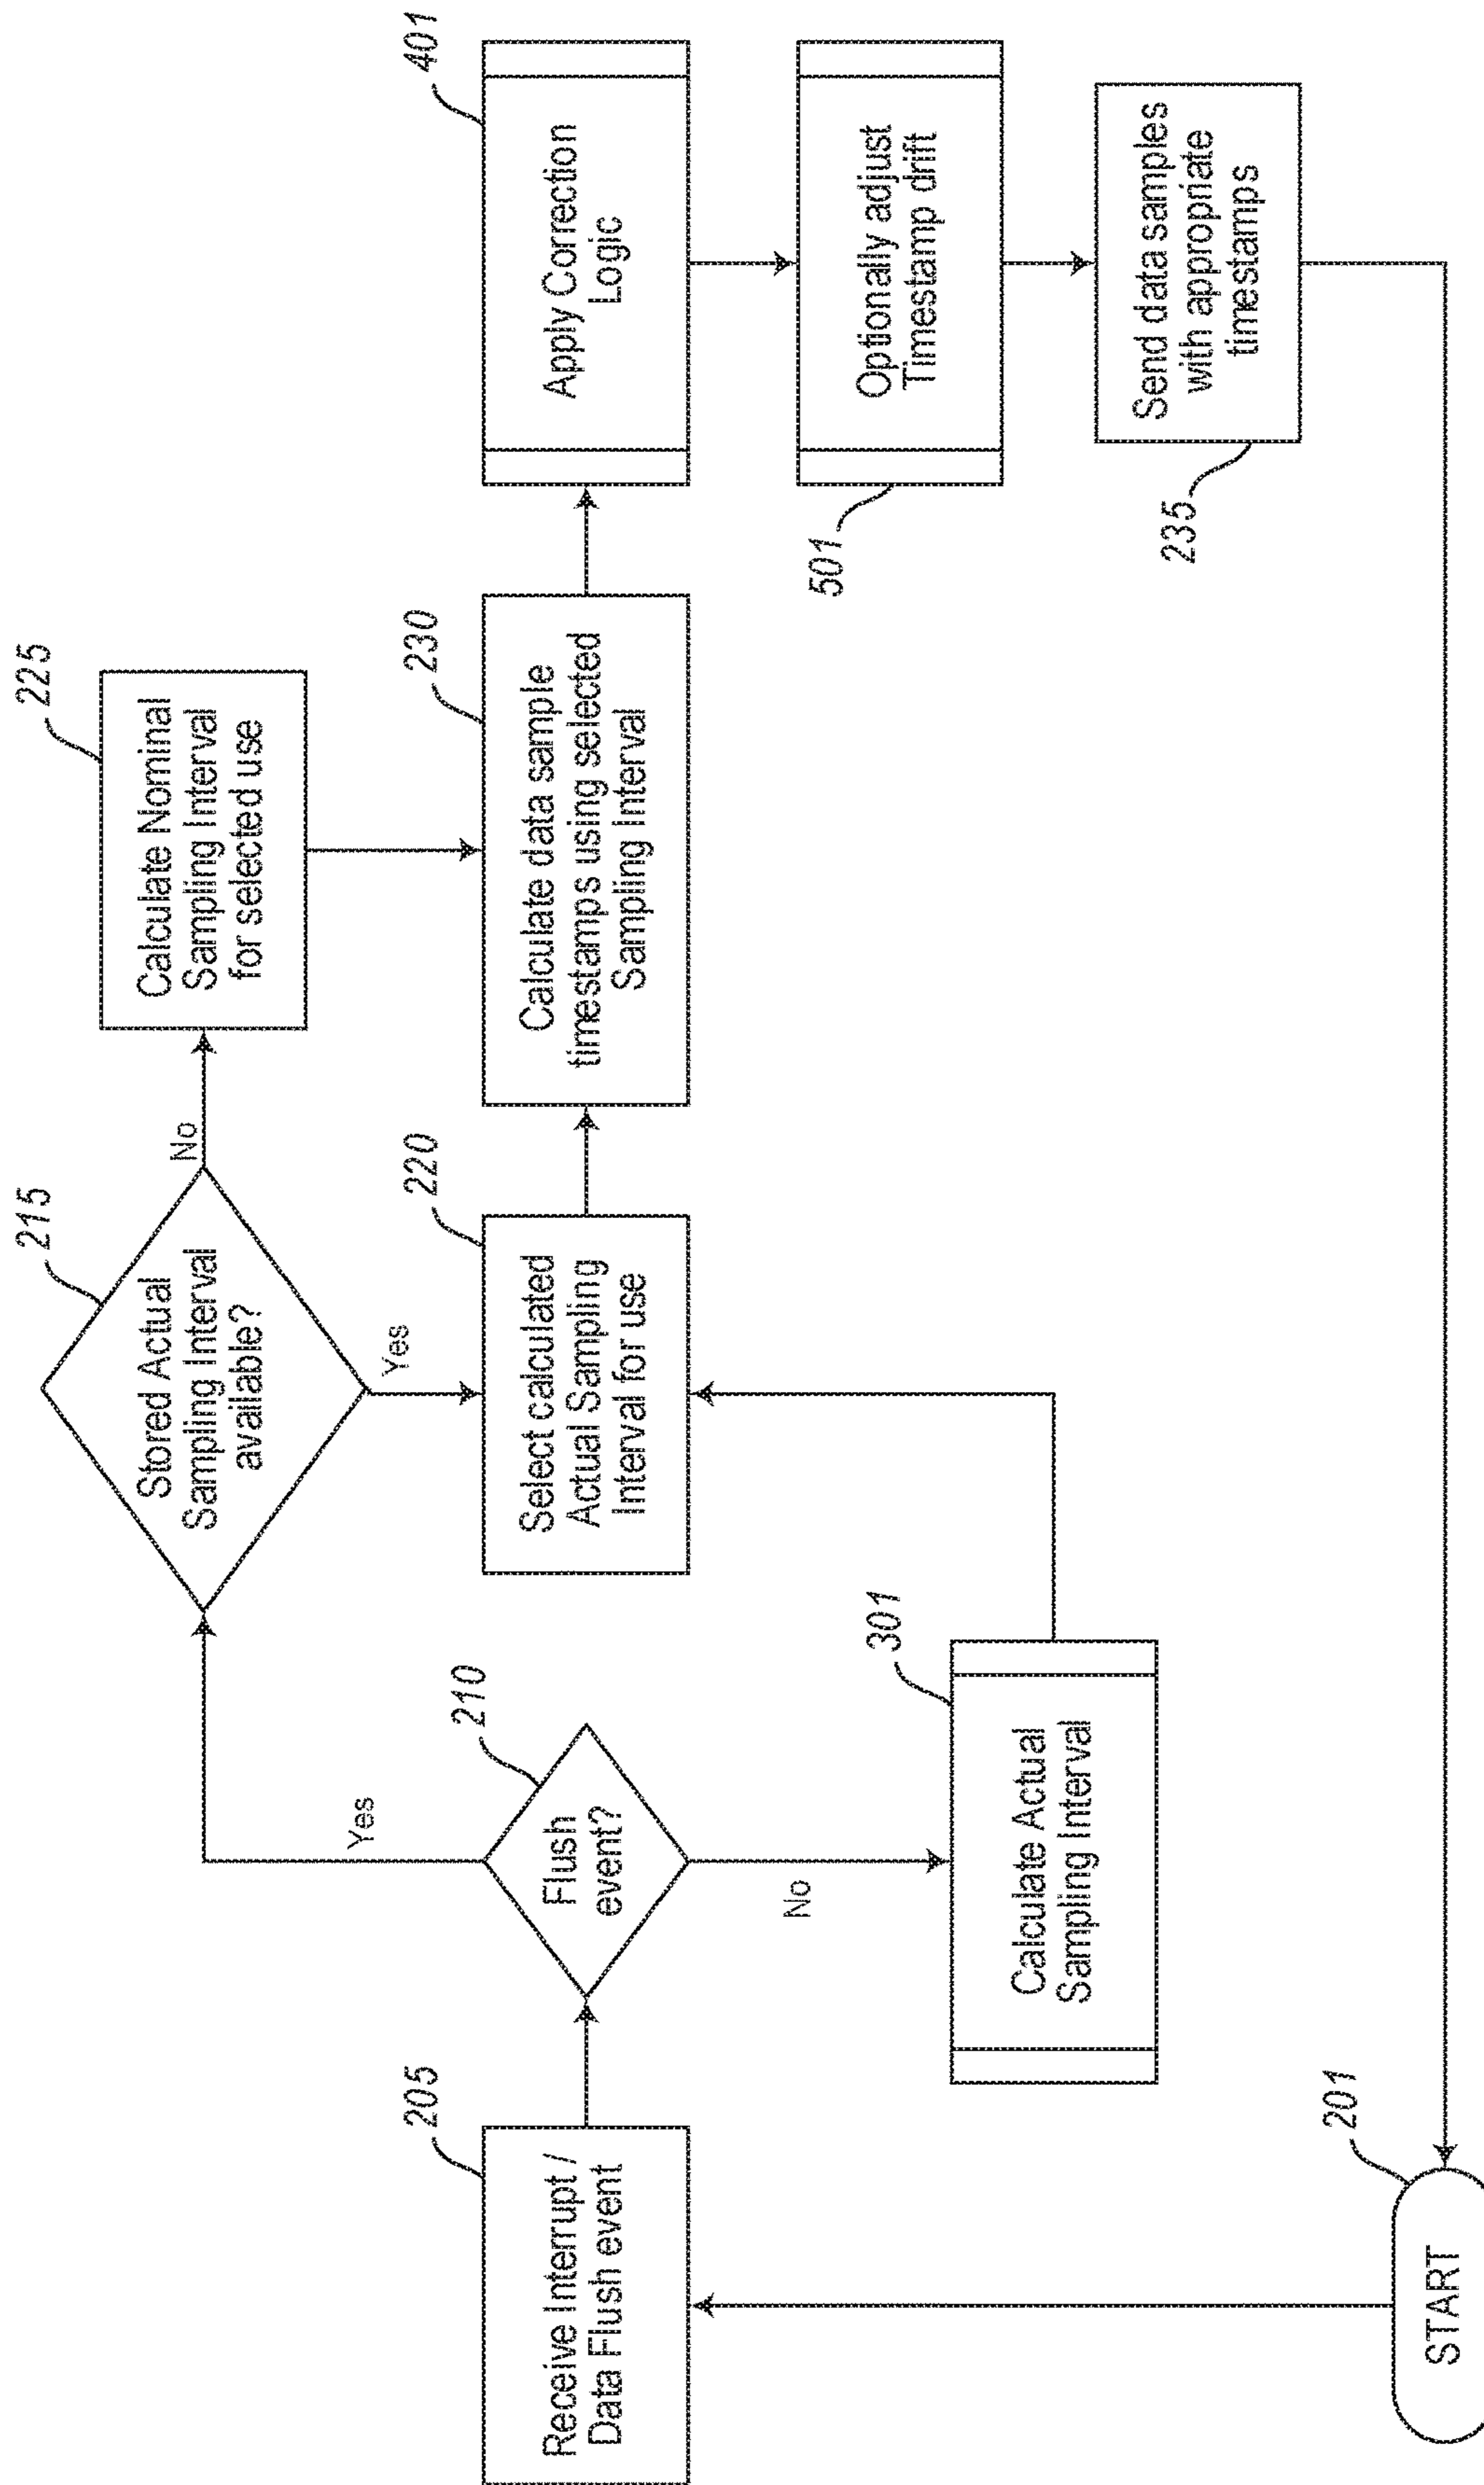 START
201
Receive Interrupt /
Data Flush event
205
Flush
event?
210
Yes
No
Calculate Actual
Sampling Interval
301
Stored Actual
Sampling Interval
available?
215
Yes
No
Select calculated
Actual Sampling
Interval for use
220
Calculate Nominal
Sampling Interval
for selected use
225
Calculate data sample
timestamps using selected
Sampling Interval
230
Apply Correction
Logic
401
Optionally adjust
Timestamp drift
501
Send data samples
with appropriate
timestamps
235